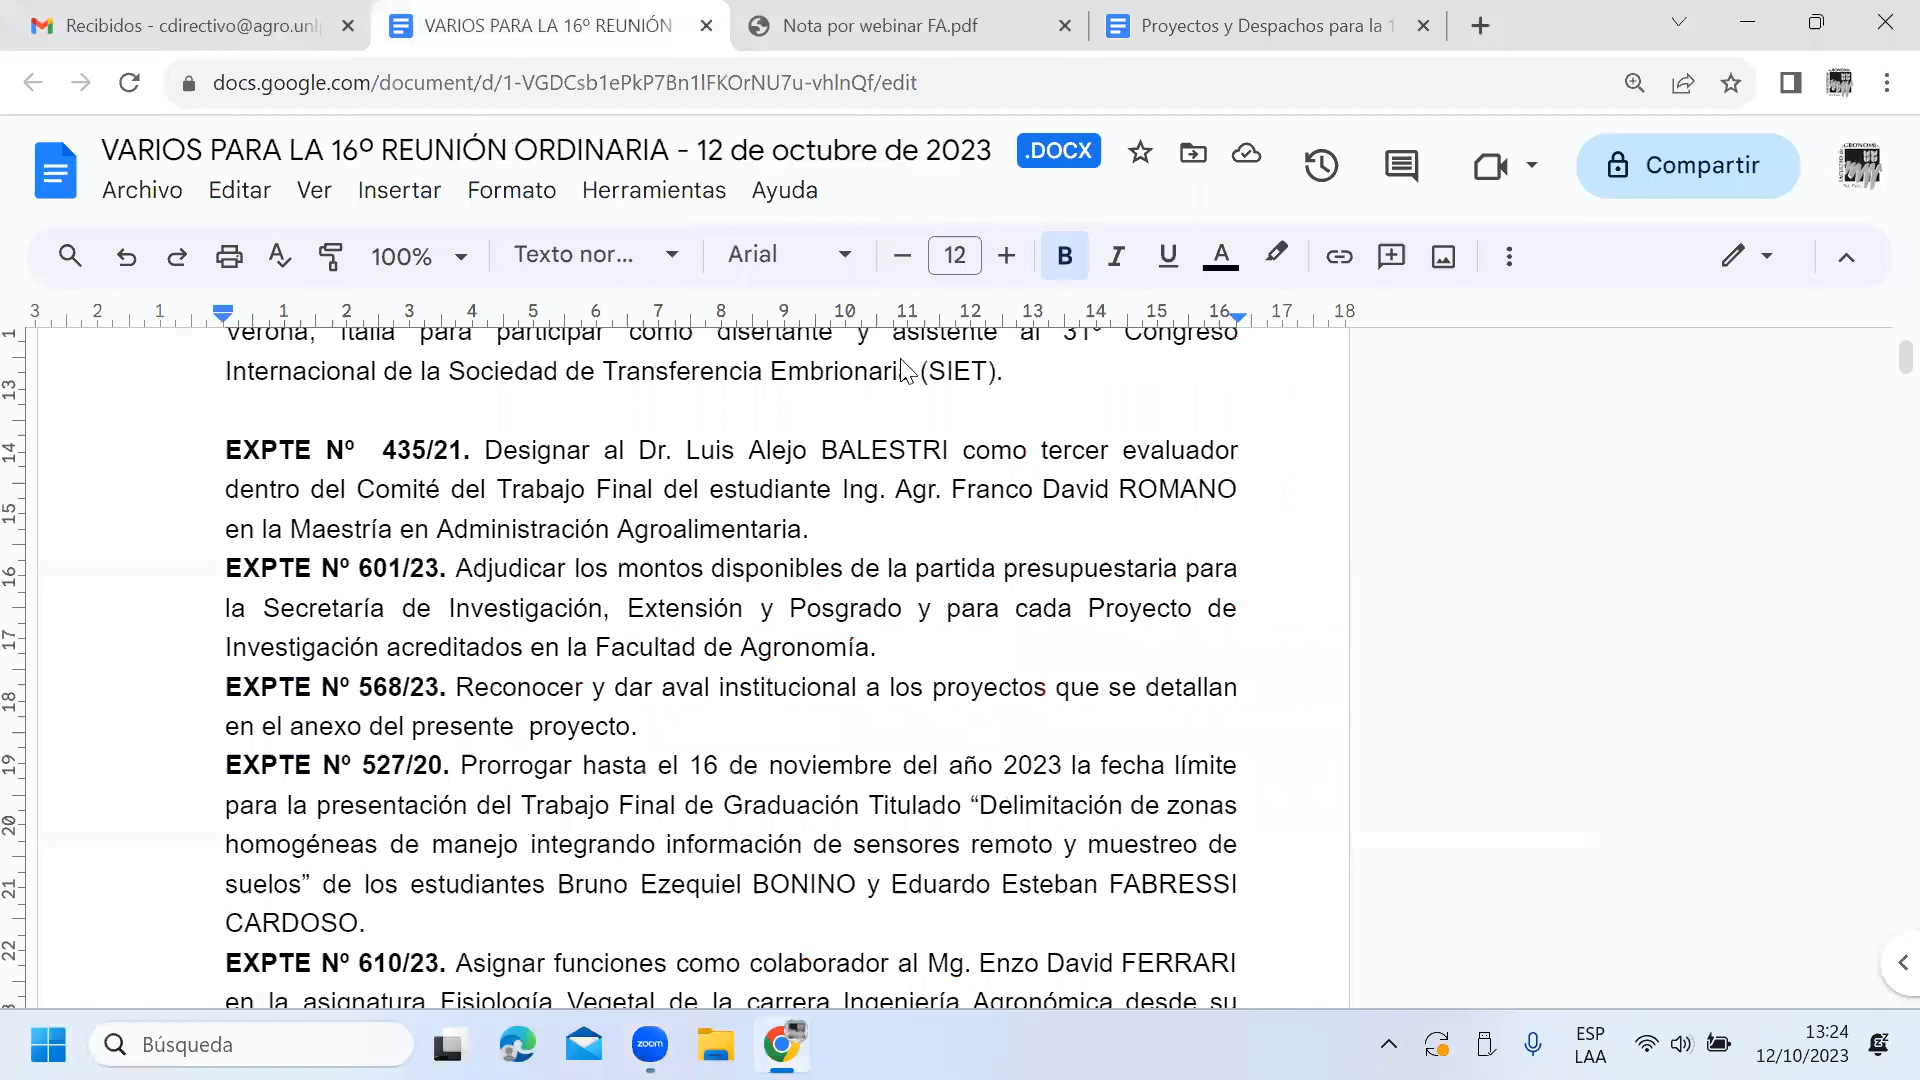 Recibidos - cdirectivo@agro.unl
VARIOS PARA LA 16º REUNIÓN
Nota por webinar FA.pdf
Proyectos y Despachos para la 1
docs.google.com/document/d/1-VGDCsb1ePkP7Bn1lFKOrNU7u-vhlnQf/edit
VARIOS PARA LA 16º REUNIÓN ORDINARIA - 12 de octubre de 2023 .DOCX
Compartir
Archivo Editar Ver Insertar Formato Herramientas Ayuda
100% Texto nor... Arial 12 B I U A
3 2 1 1 2 3 4 5 6 7 8 9 10 11 12 13 14 15 16 17 18
Verona, Italia para participar como disertante y asistente al 31º Congreso
Internacional de la Sociedad de Transferencia Embrionaria (SIET).
EXPTE Nº 435/21. Designar al Dr. Luis Alejo BALESTRI como tercer evaluador
dentro del Comité del Trabajo Final del estudiante Ing. Agr. Franco David ROMANO
en la Maestría en Administración Agroalimentaria.
EXPTE Nº 601/23. Adjudicar los montos disponibles de la partida presupuestaria para
la Secretaría de Investigación, Extensión y Posgrado y para cada Proyecto de
Investigación acreditados en la Facultad de Agronomía.
EXPTE Nº 568/23. Reconocer y dar aval institucional a los proyectos que se detallan
en el anexo del presente proyecto.
EXPTE Nº 527/20. Prorrogar hasta el 16 de noviembre del año 2023 la fecha límite
para la presentación del Trabajo Final de Graduación Titulado “Delimitación de zonas
homogéneas de manejo integrando información de sensores remoto y muestreo de
suelos” de los estudiantes Bruno Ezequiel BONINO y Eduardo Esteban FABRESSI
CARDOSO.
EXPTE Nº 610/23. Asignar funciones como colaborador al Mg. Enzo David FERRARI
en la asignatura Fisiología Vegetal de la carrera Ingeniería Agronómica desde su
13
14
15
16
17
18
19
20
21
22
Búsqueda
zoom
ESP
LAA
13:24
12/10/2023